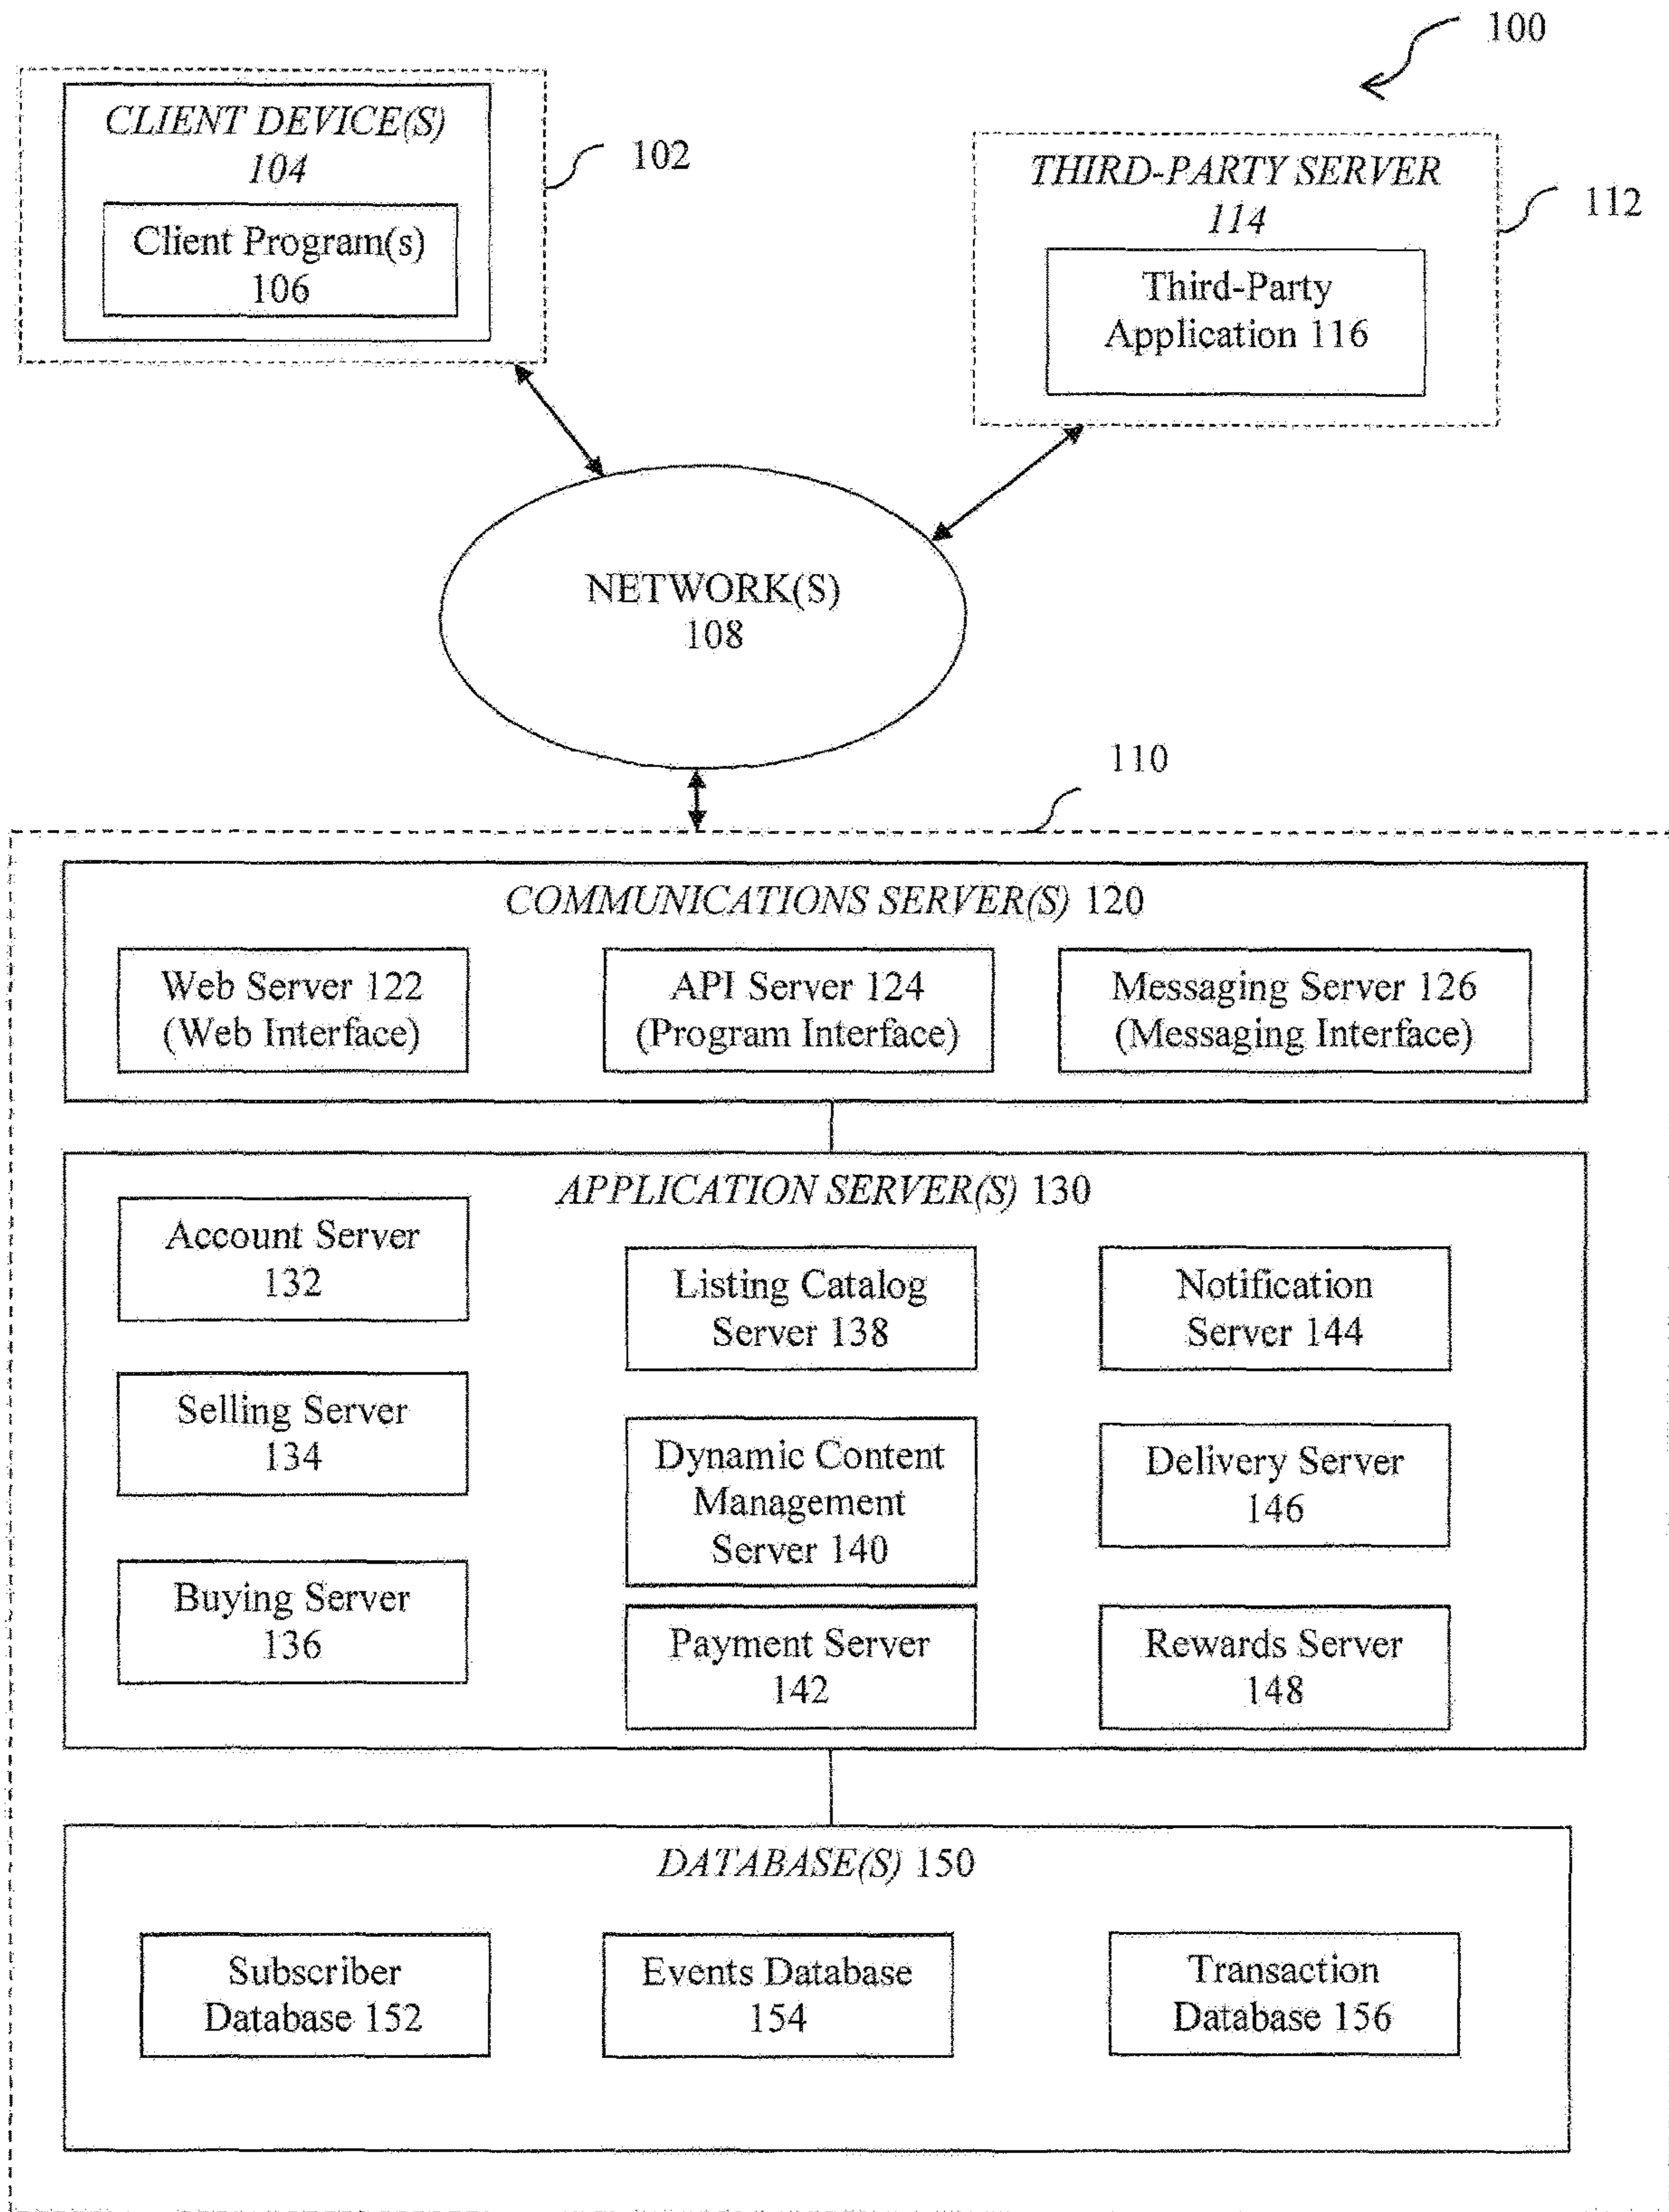 100
CLIENT DEVICE(S)
104
Client Program(s)
106
102
THIRD-PARTY SERVER
114
Third-Party
Application 116
112
NETWORK(S)
108
110
COMMUNICATIONS SERVER(S) 120
Web Server 122
(Web Interface)
API Server 124
(Program Interface)
Messaging Server 126
(Messaging Interface)
APPLICATION SERVER(S) 130
Account Server
132
Selling Server
134
Buying Server
136
Listing Catalog
Server 138
Dynamic Content
Management
Server 140
Payment Server
142
Notification
Server 144
Delivery Server
146
Rewards Server
148
DATABASE(S) 150
Subscriber
Database 152
Events Database
154
Transaction
Database 156